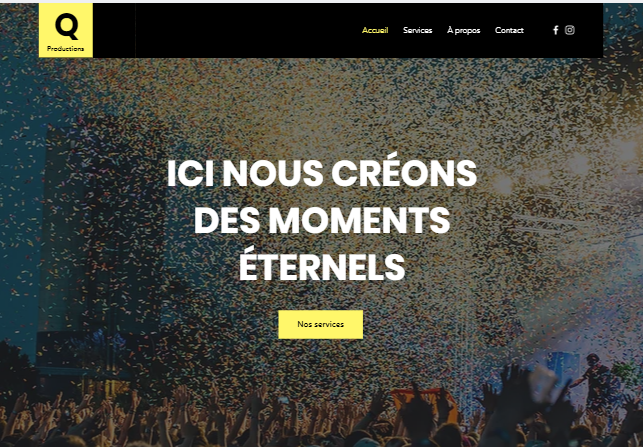 Q
Productions
Accueil Services À propos Contact
ICI NOUS CRÉONS
DES MOMENTS
ÉTERNELS
Nos services